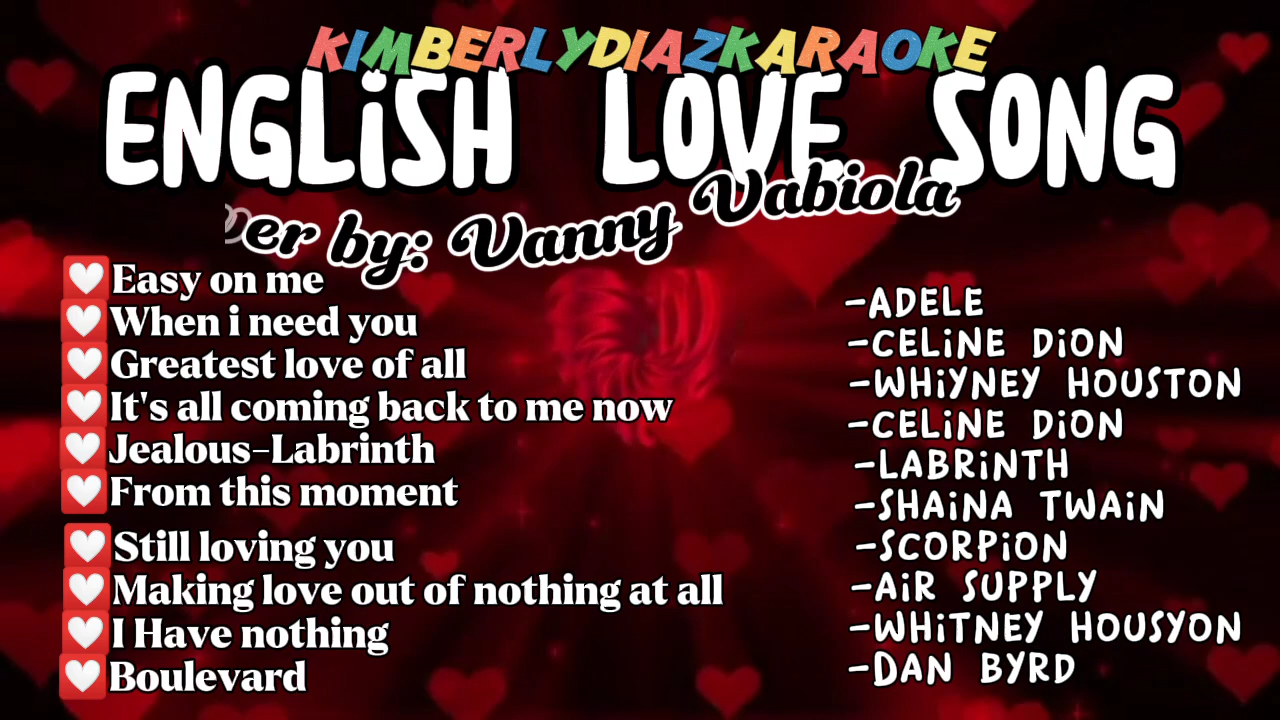 KIMBERLYDIAZKARAOKE
ENGLiSH LOVE SONG
er by: Vanny Vabiola
Easy on me
-ADELE
When i need you
-CELiNE DiON
Greatest love of all
-WHiYNEY HOUSTON
It's all coming back to me now
-CELiNE DiON
Jealous-Labrinth
-LABRiNTH
From this moment
-SHAiNA TWAiN
Still loving you
-SCORPiON
Making love out of nothing at all
-AiR SUPPLY
I Have nothing
-WHiTNEY HOUSYON
Boulevard
-DAN BYRD